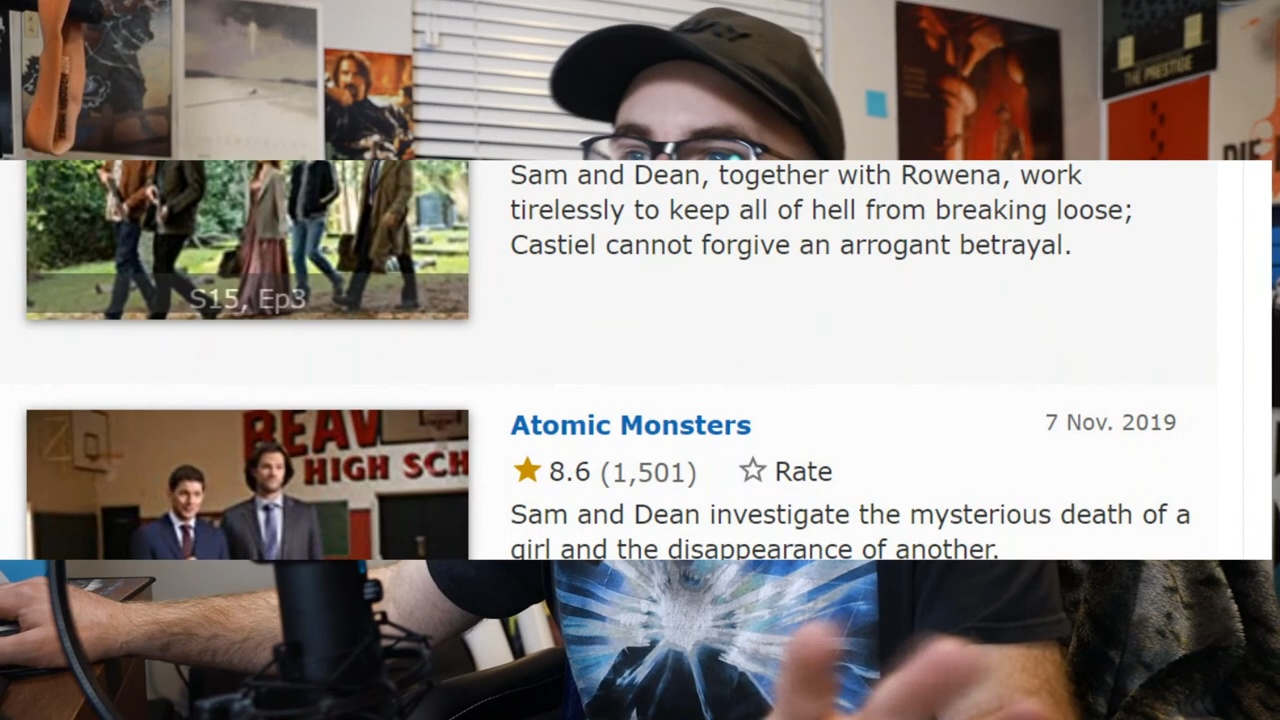 THE PRESTIGE
DIE
Sam and Dean, together with Rowena, work
tirelessly to keep all of hell from breaking loose;
Castiel cannot forgive an arrogant betrayal.
S15, Ep3
BEAV
HIGH SCH
Atomic Monsters
7 Nov. 2019
8.6 (1,501)
Rate
Sam and Dean investigate the mysterious death of a
girl and the disappearance of another.